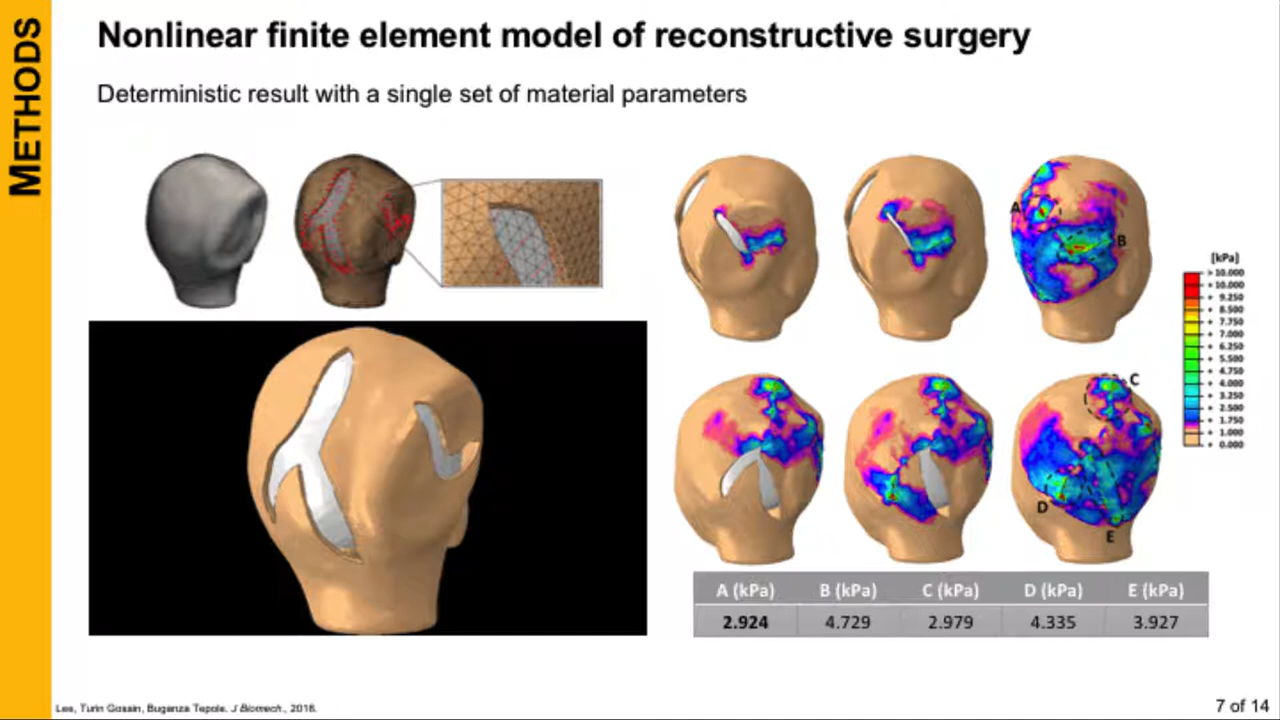 METHODS
Nonlinear finite element model of reconstructive surgery
Deterministic result with a single set of material parameters
A
B
C
D
E
[kPa]
> 10.000
+ 10.000
+ 9.250
+ 8.500
+ 7.750
+ 7.000
+ 6.250
+ 5.500
+ 4.750
+ 4.000
+ 3.250
+ 2.500
+ 1.750
+ 1.000
+ 0.000
A (kPa) B (kPa) C (kPa) D (kPa) E (kPa)
2.924 4.729 2.979 4.335 3.927
Lee, Turin Gosain, Buganza Tepole. J Biomech., 2018.
7 of 14